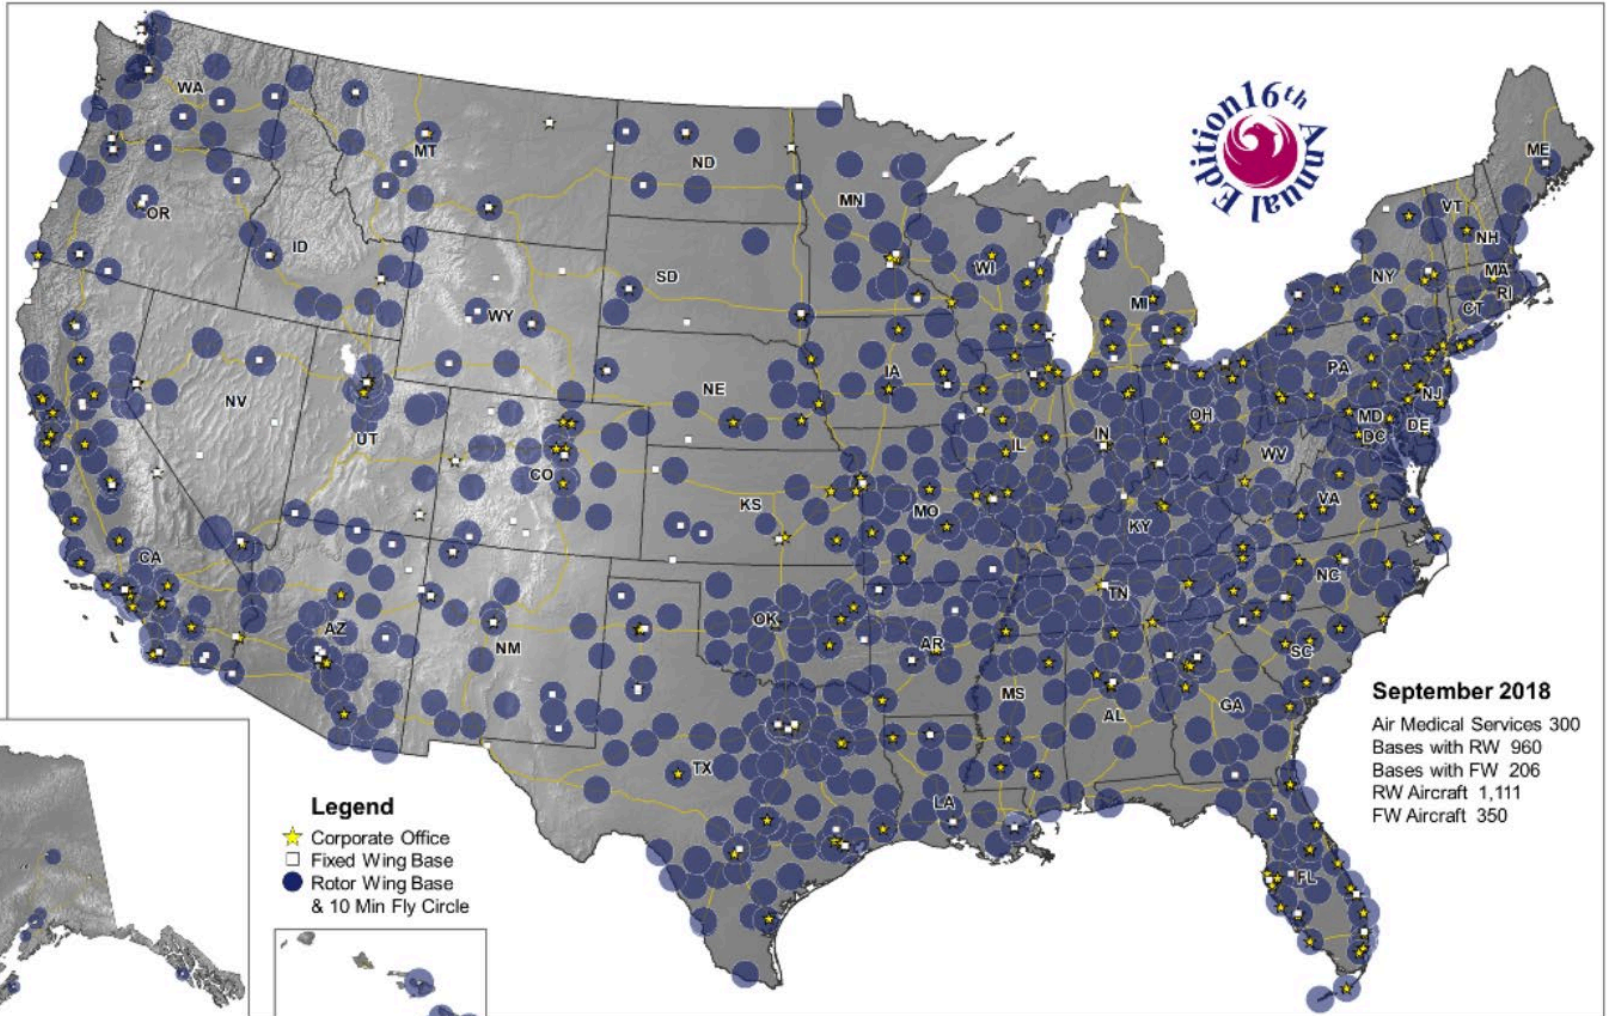 Edition 16th Annual
WA
MT
ND
MN
ME
VT
NH
OR
ID
SD
WI
MI
NY
MA
RI
CT
WY
IA
PA
NJ
NV
NE
OH
MD
DE
DC
UT
CO
IL
IN
WV
KS
MO
VA
KY
CA
NC
TN
AZ
OK
AR
NM
SC
MS
GA
AL
TX
LA
FL
September 2018
Air Medical Services 300
Bases with RW 960
Bases with FW 206
RW Aircraft 1,111
FW Aircraft 350
Legend
Corporate Office
Fixed Wing Base
Rotor Wing Base
& 10 Min Fly Circle